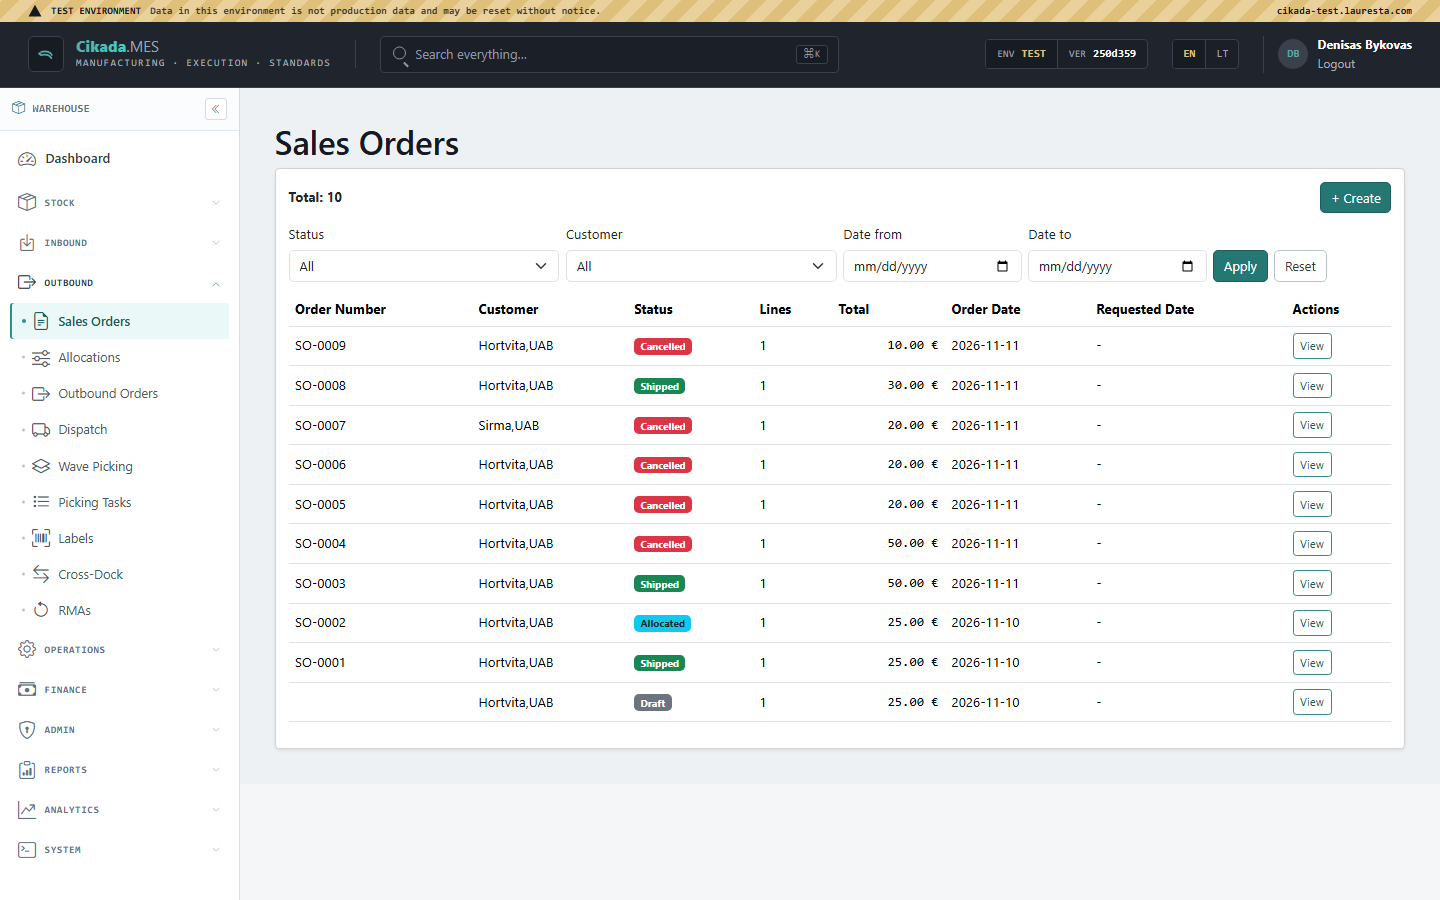 TEST ENVIRONMENT Data in this environment is not production data and may be reset without notice.
cikada-test.lauresta.com
Cikada.MES
MANUFACTURING · EXECUTION · STANDARDS
Search everything...
⌘K
ENV TEST
VER 250d359
EN
LT
DB
Denisas Bykovas
Logout
WAREHOUSE
Dashboard
STOCK
INBOUND
OUTBOUND
Sales Orders
Allocations
Outbound Orders
Dispatch
Wave Picking
Picking Tasks
Labels
Cross-Dock
RMAs
OPERATIONS
FINANCE
ADMIN
REPORTS
ANALYTICS
SYSTEM
Sales Orders
Total: 10
+ Create
Status Customer Date from Date to
All All mm/dd/yyyy mm/dd/yyyy Apply Reset
Order Number Customer Status Lines Total Order Date Requested Date Actions
SO-0009 Hortvita,UAB Cancelled 1 10.00 € 2026-11-11 - View
SO-0008 Hortvita,UAB Shipped 1 30.00 € 2026-11-11 - View
SO-0007 Sirma,UAB Cancelled 1 20.00 € 2026-11-11 - View
SO-0006 Hortvita,UAB Cancelled 1 20.00 € 2026-11-11 - View
SO-0005 Hortvita,UAB Cancelled 1 20.00 € 2026-11-11 - View
SO-0004 Hortvita,UAB Cancelled 1 50.00 € 2026-11-11 - View
SO-0003 Hortvita,UAB Shipped 1 50.00 € 2026-11-11 - View
SO-0002 Hortvita,UAB Allocated 1 25.00 € 2026-11-10 - View
SO-0001 Hortvita,UAB Shipped 1 25.00 € 2026-11-10 - View
Hortvita,UAB Draft 1 25.00 € 2026-11-10 - View